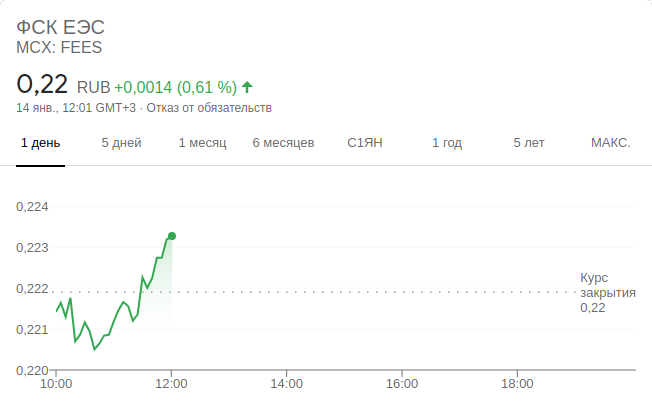 ФСК ЕЭС
MCX: FEES
0,22 RUB +0,0014 (0,61 %)
14 янв., 12:01 GMT+3 · Отказ от обязательств
1 день 5 дней 1 месяц 6 месяцев С1ЯН 1 год 5 лет МАКС.
0,224
0,223
0,222
0,221
0,220
Курс
закрытия
0,22
10:00 12:00 14:00 16:00 18:00